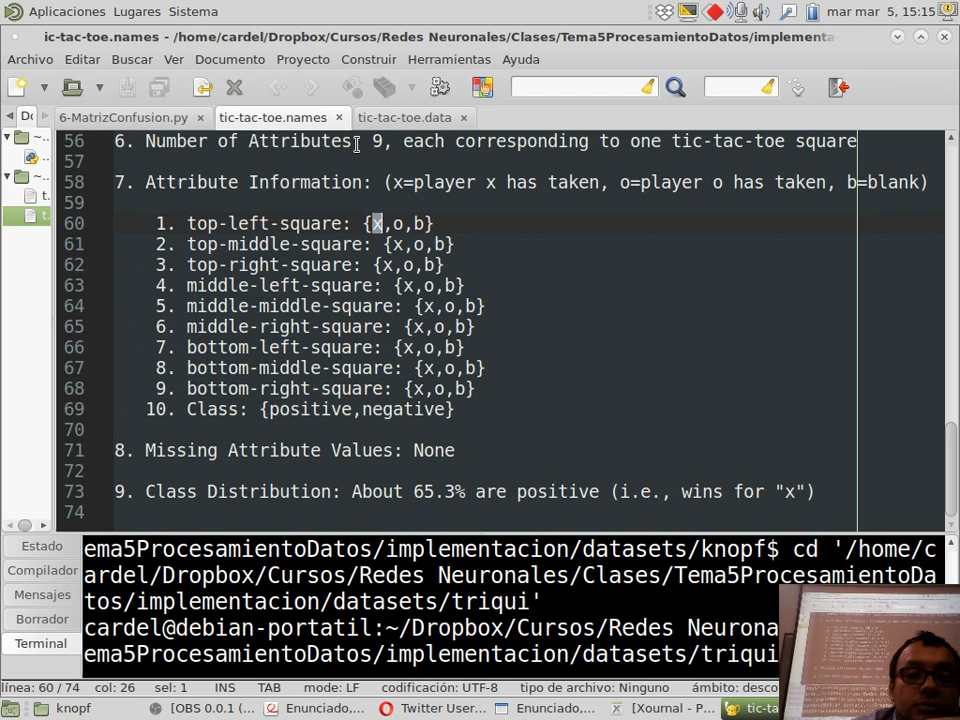 Aplicaciones Lugares Sistema mar mar 5, 15:15
ic-tac-toe.names - /home/cardel/Dropbox/Cursos/Redes Neuronales/Clases/Tema5ProcesamientoDatos/implementa
Archivo Editar Buscar Ver Documento Proyecto Construir Herramientas Ayuda
Dc 6-MatrizConfusion.py tic-tac-toe.names tic-tac-toe.data
56 6. Number of Attributes: 9, each corresponding to one tic-tac-toe square
57
58 7. Attribute Information: (x=player x has taken, o=player o has taken, b=blank)
59
60 1. top-left-square: {x,o,b}
61 2. top-middle-square: {x,o,b}
62 3. top-right-square: {x,o,b}
63 4. middle-left-square: {x,o,b}
64 5. middle-middle-square: {x,o,b}
65 6. middle-right-square: {x,o,b}
66 7. bottom-left-square: {x,o,b}
67 8. bottom-middle-square: {x,o,b}
68 9. bottom-right-square: {x,o,b}
69 10. Class: {positive,negative}
70
71 8. Missing Attribute Values: None
72
73 9. Class Distribution: About 65.3% are positive (i.e., wins for "x")
74
Estado
Compilador
Mensajes
Borrador
Terminal
ema5ProcesamientoDatos/implementacion/datasets/knopf$ cd '/home/c
ardel/Dropbox/Cursos/Redes Neuronales/Clases/Tema5ProcesamientoDa
tos/implementacion/datasets/triqui'
cardel@debian-portatil:~/Dropbox/Cursos/Redes Neurona
ema5ProcesamientoDatos/implementacion/datasets/triqui
línea: 60 / 74 col: 26 sel: 1 INS TAB mode: LF codificación: UTF-8 tipo de archivo: Ninguno ámbito: desco
knopf [OBS 0.0.1 ( Enunciado,... Twitter User... Enunciado,... [Xournal - P... tic-ta